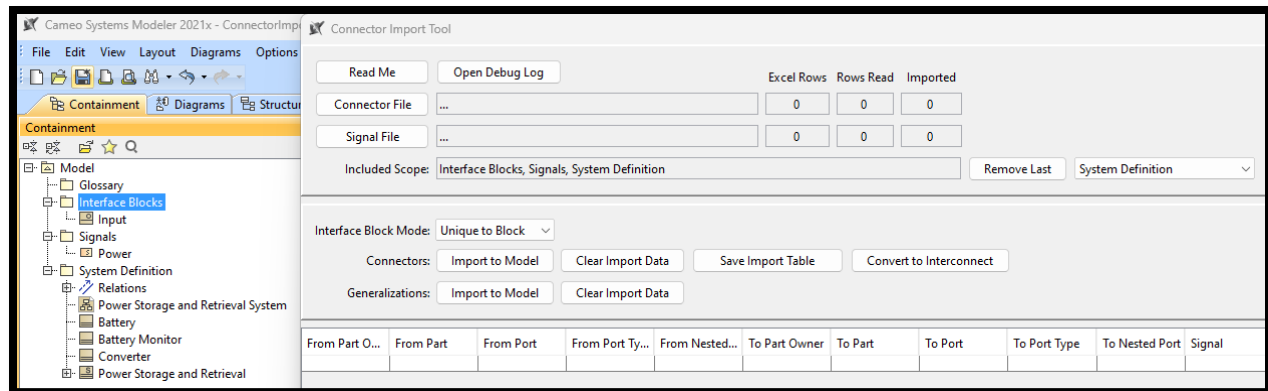 Cameo Systems Modeler 2021x - ConnectorImp
File Edit View Layout Diagrams Options
Containment Diagrams Structu
Containment
Model
Glossary
Interface Blocks
Input
Signals
Power
System Definition
Relations
Power Storage and Retrieval System
Battery
Battery Monitor
Converter
Power Storage and Retrieval
Connector Import Tool
Read Me Open Debug Log Excel Rows Rows Read Imported
Connector File ... 0 0 0
Signal File ... 0 0 0
Included Scope: Interface Blocks, Signals, System Definition Remove Last System Definition
Interface Block Mode: Unique to Block
Connectors: Import to Model Clear Import Data Save Import Table Convert to Interconnect
Generalizations: Import to Model Clear Import Data
From Part O... From Part From Port From Port Ty... From Nested... To Part Owner To Part To Port To Port Type To Nested Port Signal